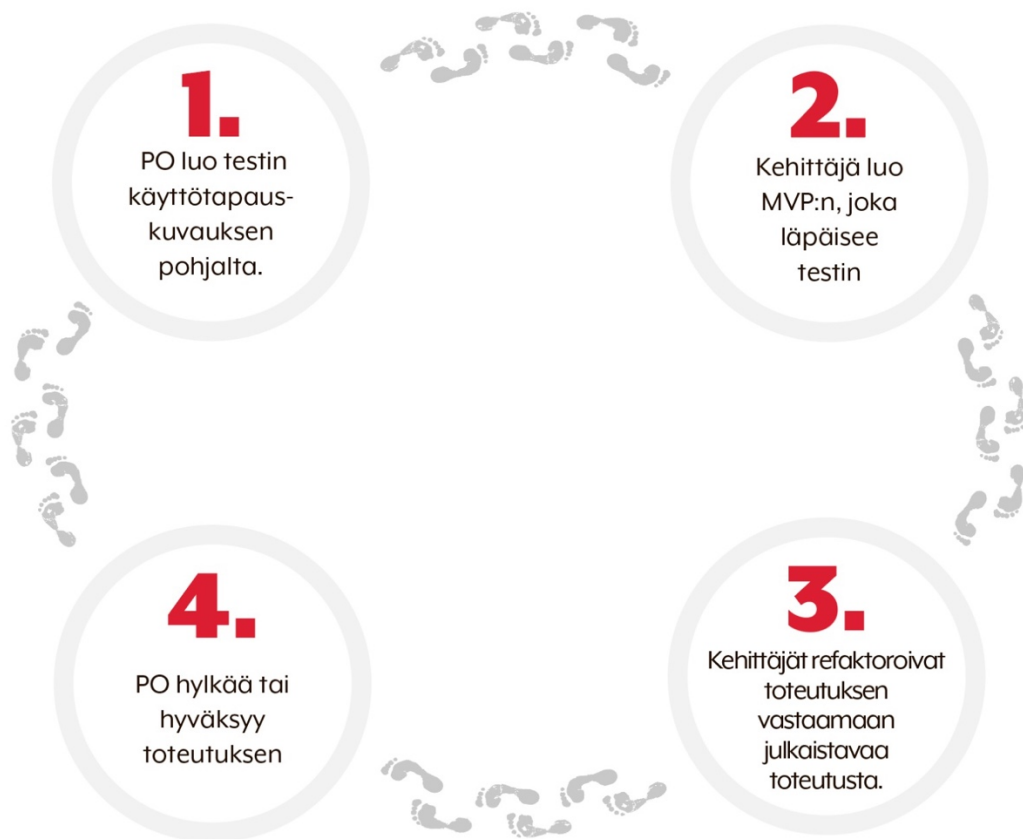 1.
PO luo testin
käyttötapaus-
kuvauksen
pohjalta.
2.
Kehittäjä luo
MVP:n, joka
läpäisee
testin
3.
Kehittäjät refaktoroivat
toteutuksen
vastaamaan
julkaistavaa
toteutusta.
4.
PO hylkää tai
hyväksyy
toteutuksen